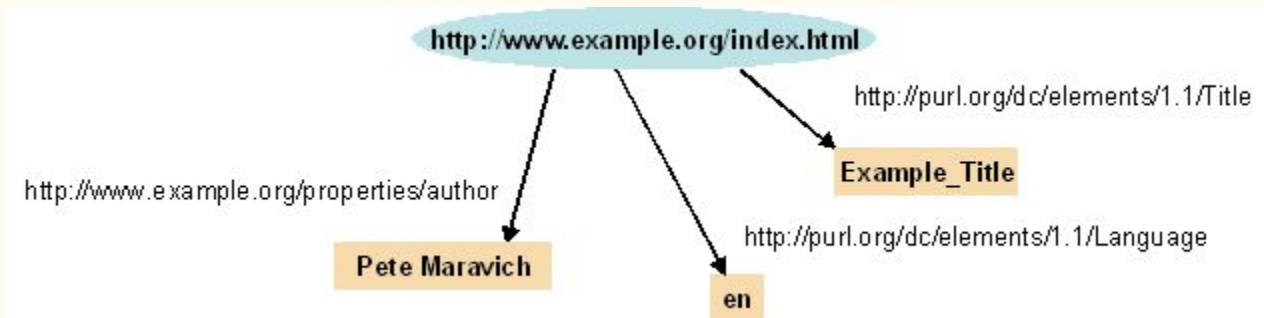 http://www.example.org/index.html
http://purl.org/dc/elements/1.1/Title
Example_Title
http://www.example.org/properties/author
http://purl.org/dc/elements/1.1/Language
Pete Maravich
en